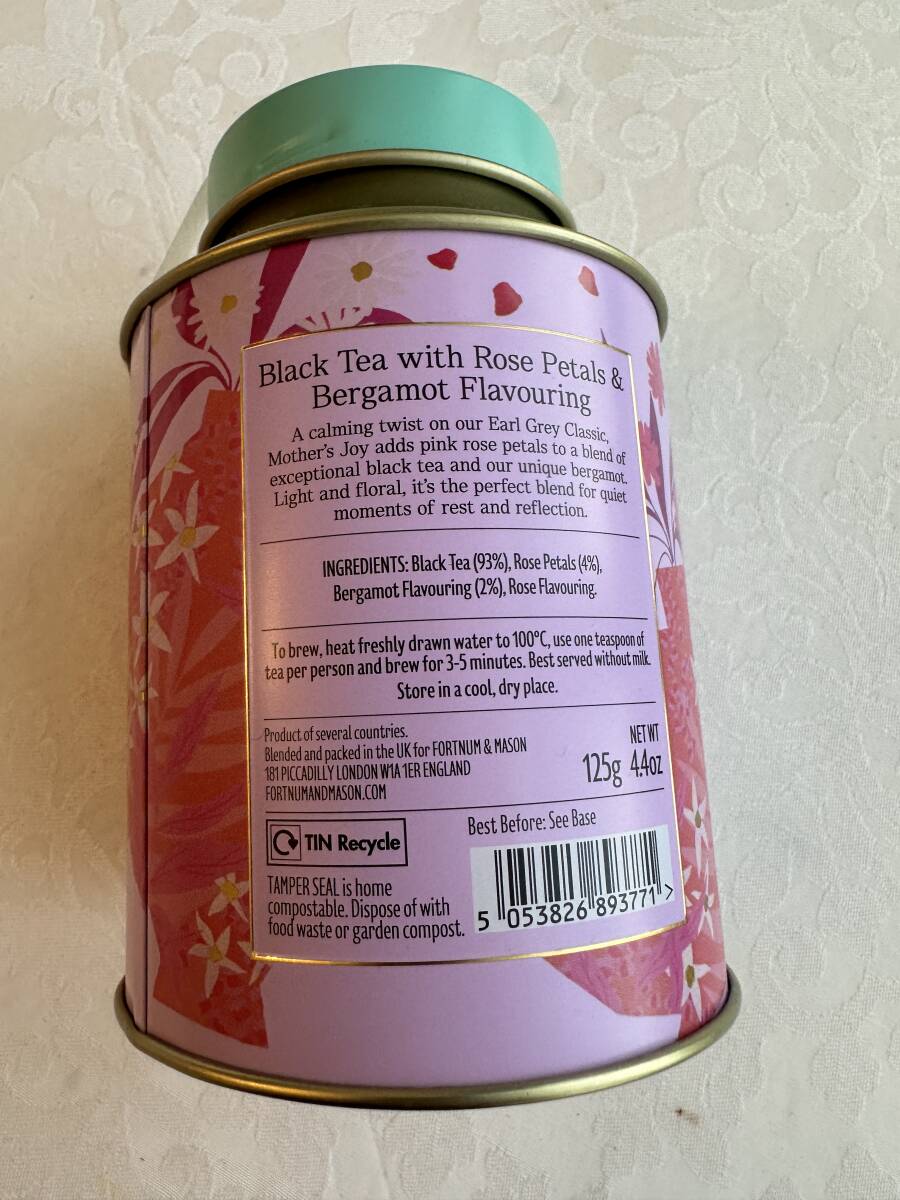 Black Tea with Rose Petals &
Bergamot Flavouring
A calming twist on our Earl Grey Classic,
Mother's Joy adds pink rose petals to a blend of
exceptional black tea and our unique bergamot.
Light and floral, it's the perfect blend for quiet
moments of rest and reflection.
INGREDIENTS: Black Tea (93%), Rose Petals (4%),
Bergamot Flavouring (2%), Rose Flavouring.
To brew, heat freshly drawn water to 100°C, use one teaspoon of
tea per person and brew for 3-5 minutes. Best served without milk.
Store in a cool, dry place.
Product of several countries.
Blended and packed in the UK for FORTNUM & MASON
181 PICCADILLY LONDON W1A 1ER ENGLAND
FORTNUMANDMASON.COM
NET WT
125g 4.4oz
TIN Recycle
TAMPER SEAL is home
compostable. Dispose of with
food waste or garden compost.
Best Before: See Base
5 053826 893771 >